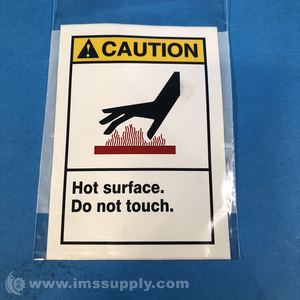 CAUTION
Hot surface.
Do not touch.
© www.imssupply.com